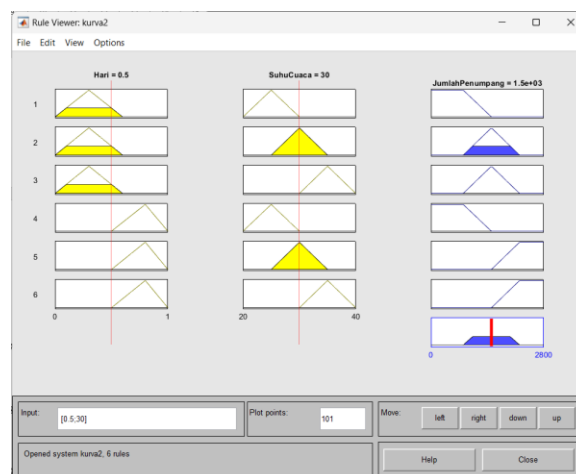 Rule Viewer: kurva2
File Edit View Options
Hari = 0.5
SuhuCuaca = 30
JumlahPenumpang = 1.5e+03
1
2
3
4
5
6
0 1
20 40
0 2800
Input: [0.5;30]
Plot points: 101
Move: left right down up
Opened system kurva2, 6 rules
Help Close